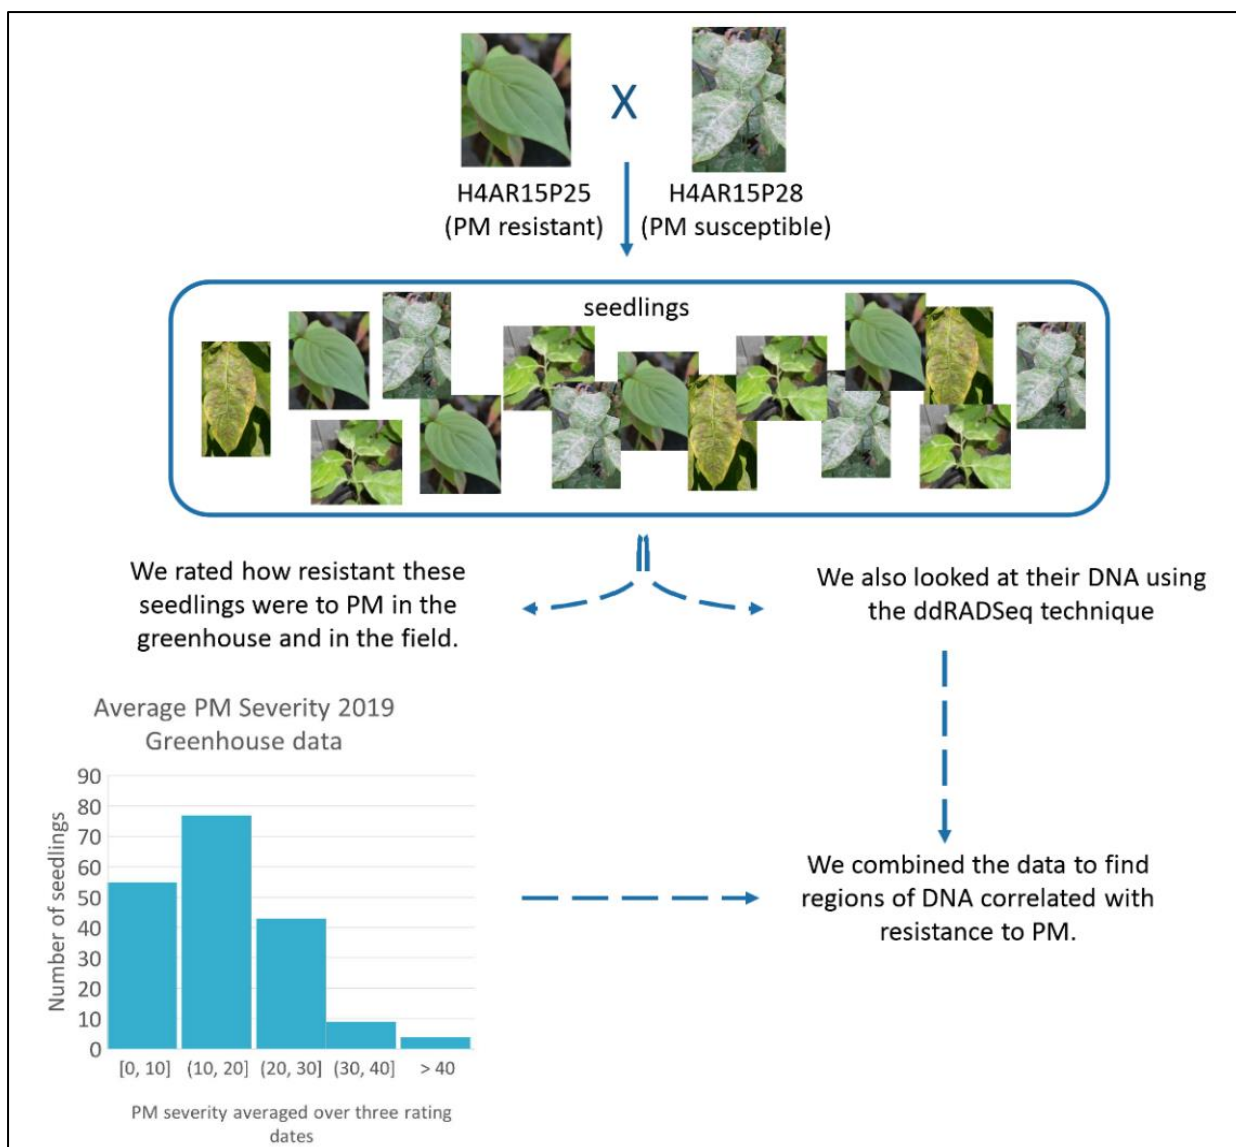 X
H4AR15P25
(PM resistant)
H4AR15P28
(PM susceptible)
seedlings
We rated how resistant these
seedlings were to PM in the
greenhouse and in the field.
We also looked at their DNA using
the ddRADSeq technique
Average PM Severity 2019
Greenhouse data
Number of seedlings
90
80
70
60
50
40
30
20
10
0
[0, 10] (10, 20] (20, 30] (30, 40] > 40
PM severity averaged over three rating
dates
We combined the data to find
regions of DNA correlated with
resistance to PM.